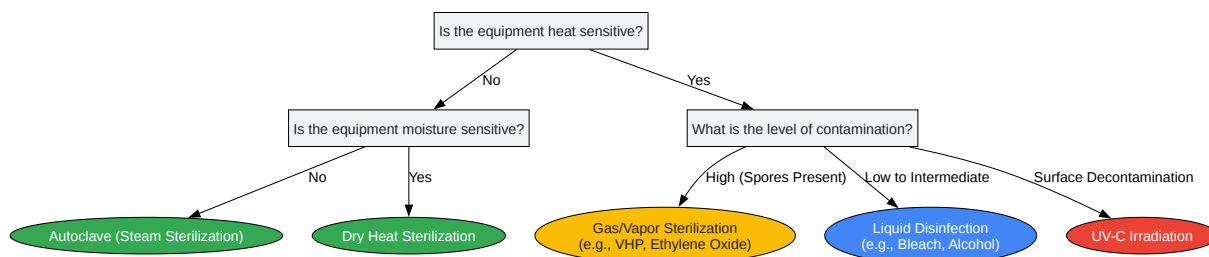 Is the equipment heat sensitive?
No
Yes
Is the equipment moisture sensitive?
What is the level of contamination?
No
Yes
High (Spores Present)
Low to Intermediate
Surface Decontamination
Autoclave (Steam Sterilization)
Dry Heat Sterilization
Gas/Vapor Sterilization
(e.g., VHP, Ethylene Oxide)
Liquid Disinfection
(e.g., Bleach, Alcohol)
UV-C Irradiation